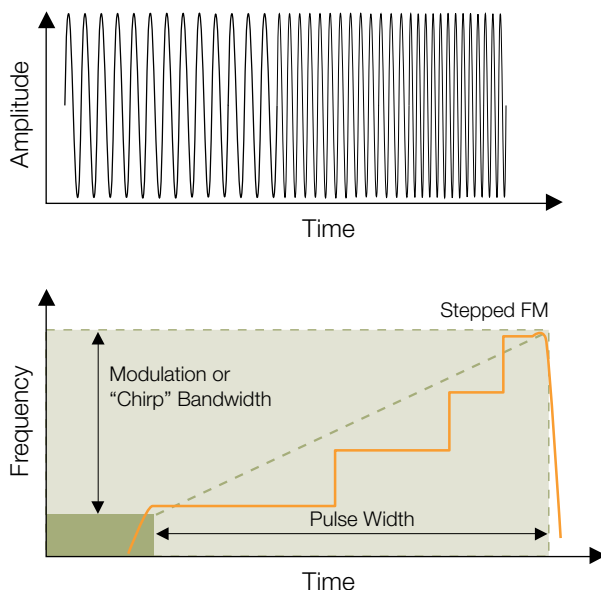 Amplitude
Time
Stepped FM
Modulation or
“Chirp” Bandwidth
Frequency
Pulse Width
Time